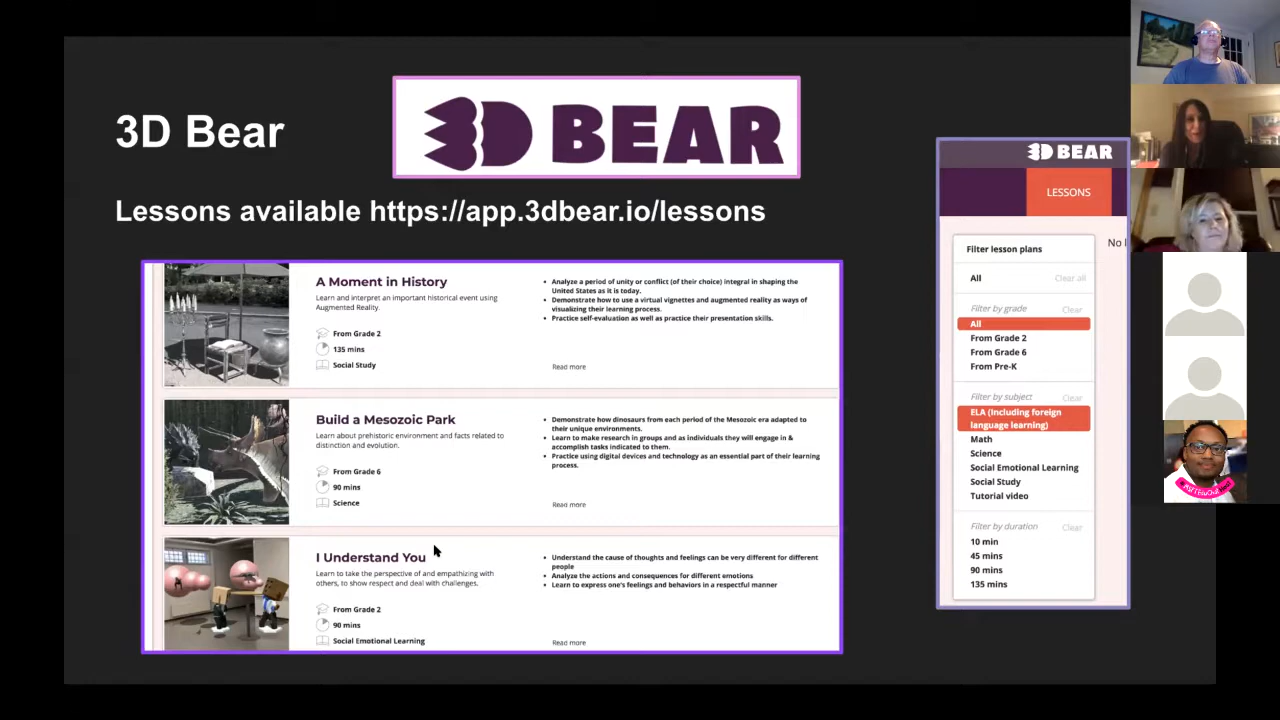 3D Bear
3D BEAR
Lessons available https://app.3dbear.io/lessons
A Moment in History
Learn and interpret an important historical event using
Augmented Reality.
From Grade 2
135 mins
Social Study
Analyze a period of unity or conflict (of their choice) integral in shaping the
United States as it is today.
Demonstrate how to use a virtual vignettes and augmented reality as ways of
visualizing their learning process.
Practice self-evaluation as well as practice their presentation skills.
Read more
Build a Mesozoic Park
Learn about prehistoric environment and facts related to
distinction and evolution.
From Grade 6
90 mins
Science
Demonstrate how dinosaurs from each period of the Mesozoic era adapted to
their unique environments.
Learn to make research in groups and as individuals they will engage in &
accomplish tasks indicated to them.
Practice using digital devices and technology as an essential part of their learning
process.
Read more
I Understand You
Learn to take the perspective of and empathizing with
others, to show respect and deal with challenges.
From Grade 2
90 mins
Social Emotional Learning
Understand the cause of thoughts and feelings can be very different for different
people
Analyze the actions and consequences for different emotions
Learn to express one's feelings and behaviors in a respectful manner
Read more
3D BEAR
LESSONS
Filter lesson plans
No
All Clear all
Filter by grade Clear
All
From Grade 2
From Grade 6
From Pre-K
Filter by subject Clear
ELA (Including foreign
language learning)
Math
Science
Social Emotional Learning
Social Study
Tutorial video
Filter by duration Clear
10 min
45 mins
90 mins
135 mins